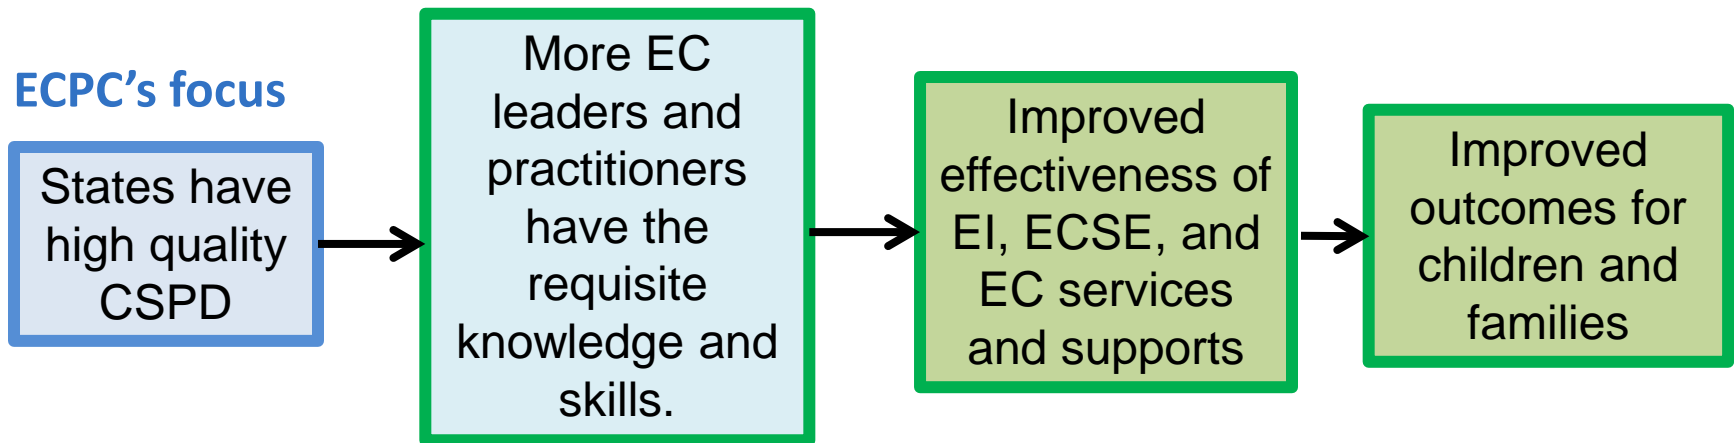 ECPC’s focus
States have
high quality
CSPD
More EC
leaders and
practitioners
have the
requisite
knowledge and
skills.
Improved
effectiveness of
EI, ECSE, and
EC services
and supports
Improved
outcomes for
children and
families